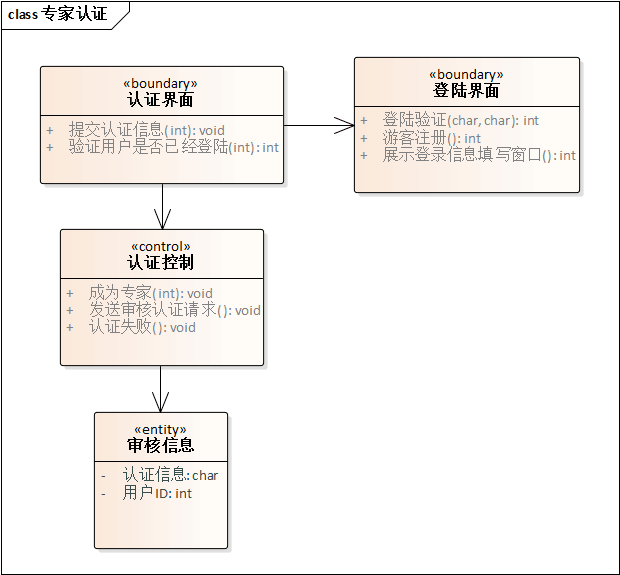 class 专家认证
«boundary»
认证界面
+ 提交认证信息(int): void
+ 验证用户是否已经登陆(int): int
«boundary»
登陆界面
+ 登陆验证(char, char): int
+ 游客注册(): int
+ 展示登录信息填写窗口(): int
«control»
认证控制
+ 成为专家(int): void
+ 发送审核认证请求(): void
+ 认证失败(): void
«entity»
审核信息
- 认证信息: char
- 用户ID: int